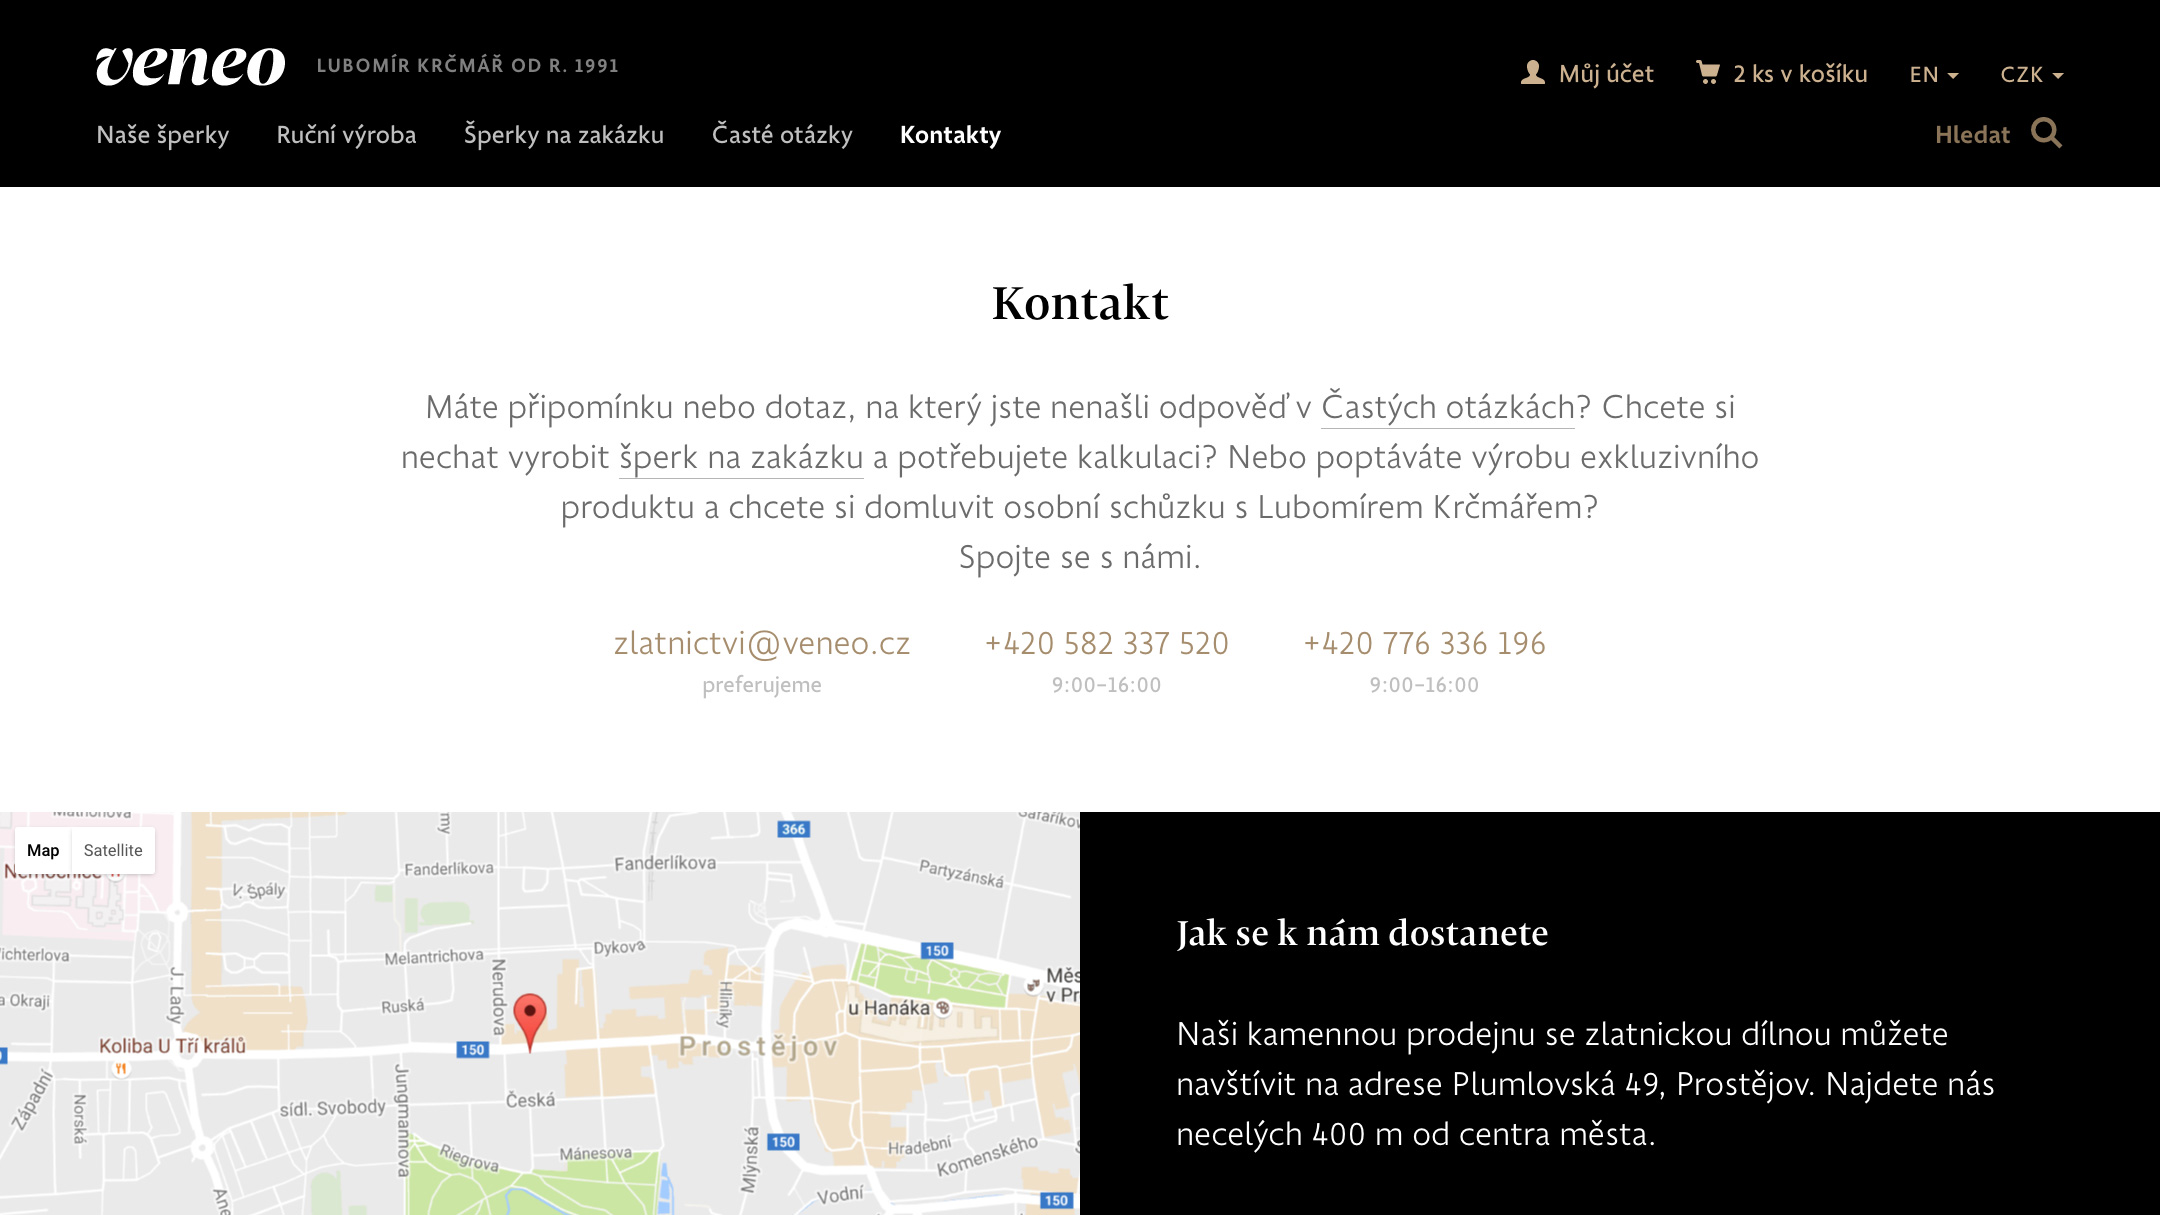 veneo LUBOMÍR KRČMÁŘ OD R. 1991
Můj účet 2 ks v košíku EN CZK
Naše šperky Ruční výroba Šperky na zakázku Časté otázky Kontakty Hledat
Kontakt
Máte připomínku nebo dotaz, na který jste nenašli odpověď v Častých otázkách? Chcete si
nechat vyrobit šperk na zakázku a potřebujete kalkulaci? Nebo poptáváte výrobu exkluzivního
produktu a chcete si domluvit osobní schůzku s Lubomírem Krčmářem?
Spojte se s námi.
zlatnictvi@veneo.cz +420 582 337 520 +420 776 336 196
preferujeme 9:00–16:00 9:00–16:00
Map Satellite
366
Fanderlíkova
Fanderlíkova
Partyzánská
V. Špály
Dykova
Melantrichova
150
J. Lady
Nerudova
Ruská
Hliníky
u Hanáka
Koliba U Tří králů
150
Prostějov
Západní
Norská
Jungmannova
sídl. Svobody
Česká
150
Riegrova
Mánesova
Mlýnská
Hradební
Komenského
Vodní
150
Jak se k nám dostanete
Naši kamennou prodejnu se zlatnickou dílnou můžete
navštívit na adrese Plumlovská 49, Prostějov. Najdete nás
necelých 400 m od centra města.